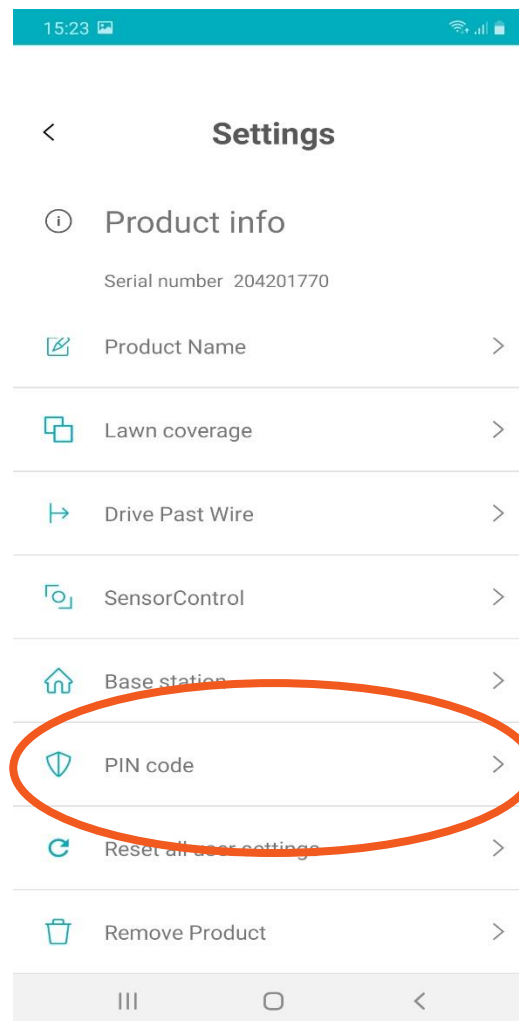 15:23
Settings
Product info
Serial number 204201770
Product Name
Lawn coverage
Drive Past Wire
SensorControl
Base station
PIN code
Reset all user settings
Remove Product